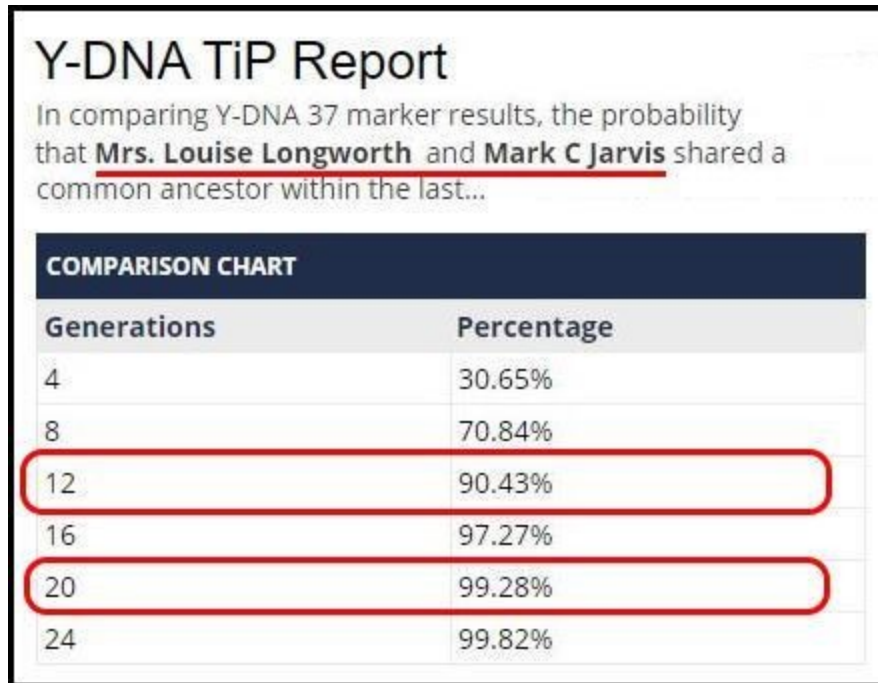 Y-DNA TiP Report
In comparing Y-DNA 37 marker results, the probability
that Mrs. Louise Longworth and Mark C Jarvis shared a
common ancestor within the last...
COMPARISON CHART
Generations Percentage
4 30.65%
8 70.84%
12 90.43%
16 97.27%
20 99.28%
24 99.82%